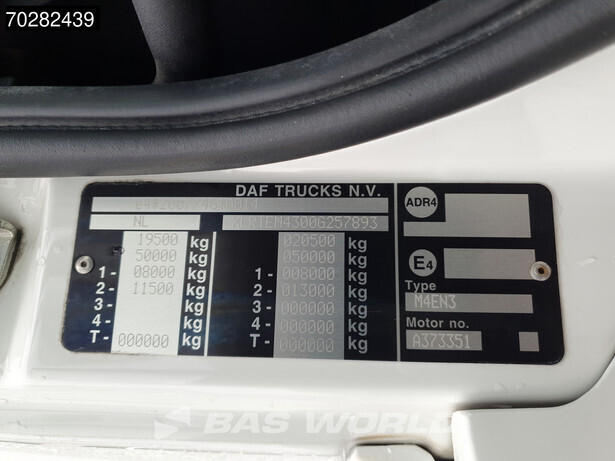 70282439
DAF TRUCKS N.V.
NL
19500 kg 020500 kg
50000 kg 050000 kg
1- 08000 kg 1- 008000 kg
2- 11500 kg 2- 013000 kg
3- kg 3- 000000 kg
4- kg 4- 000000 kg
T- 000000 kg T- 000000 kg
ADR4
E4
Type
M4EN3
Motor no.
A373351
BAS WORLD